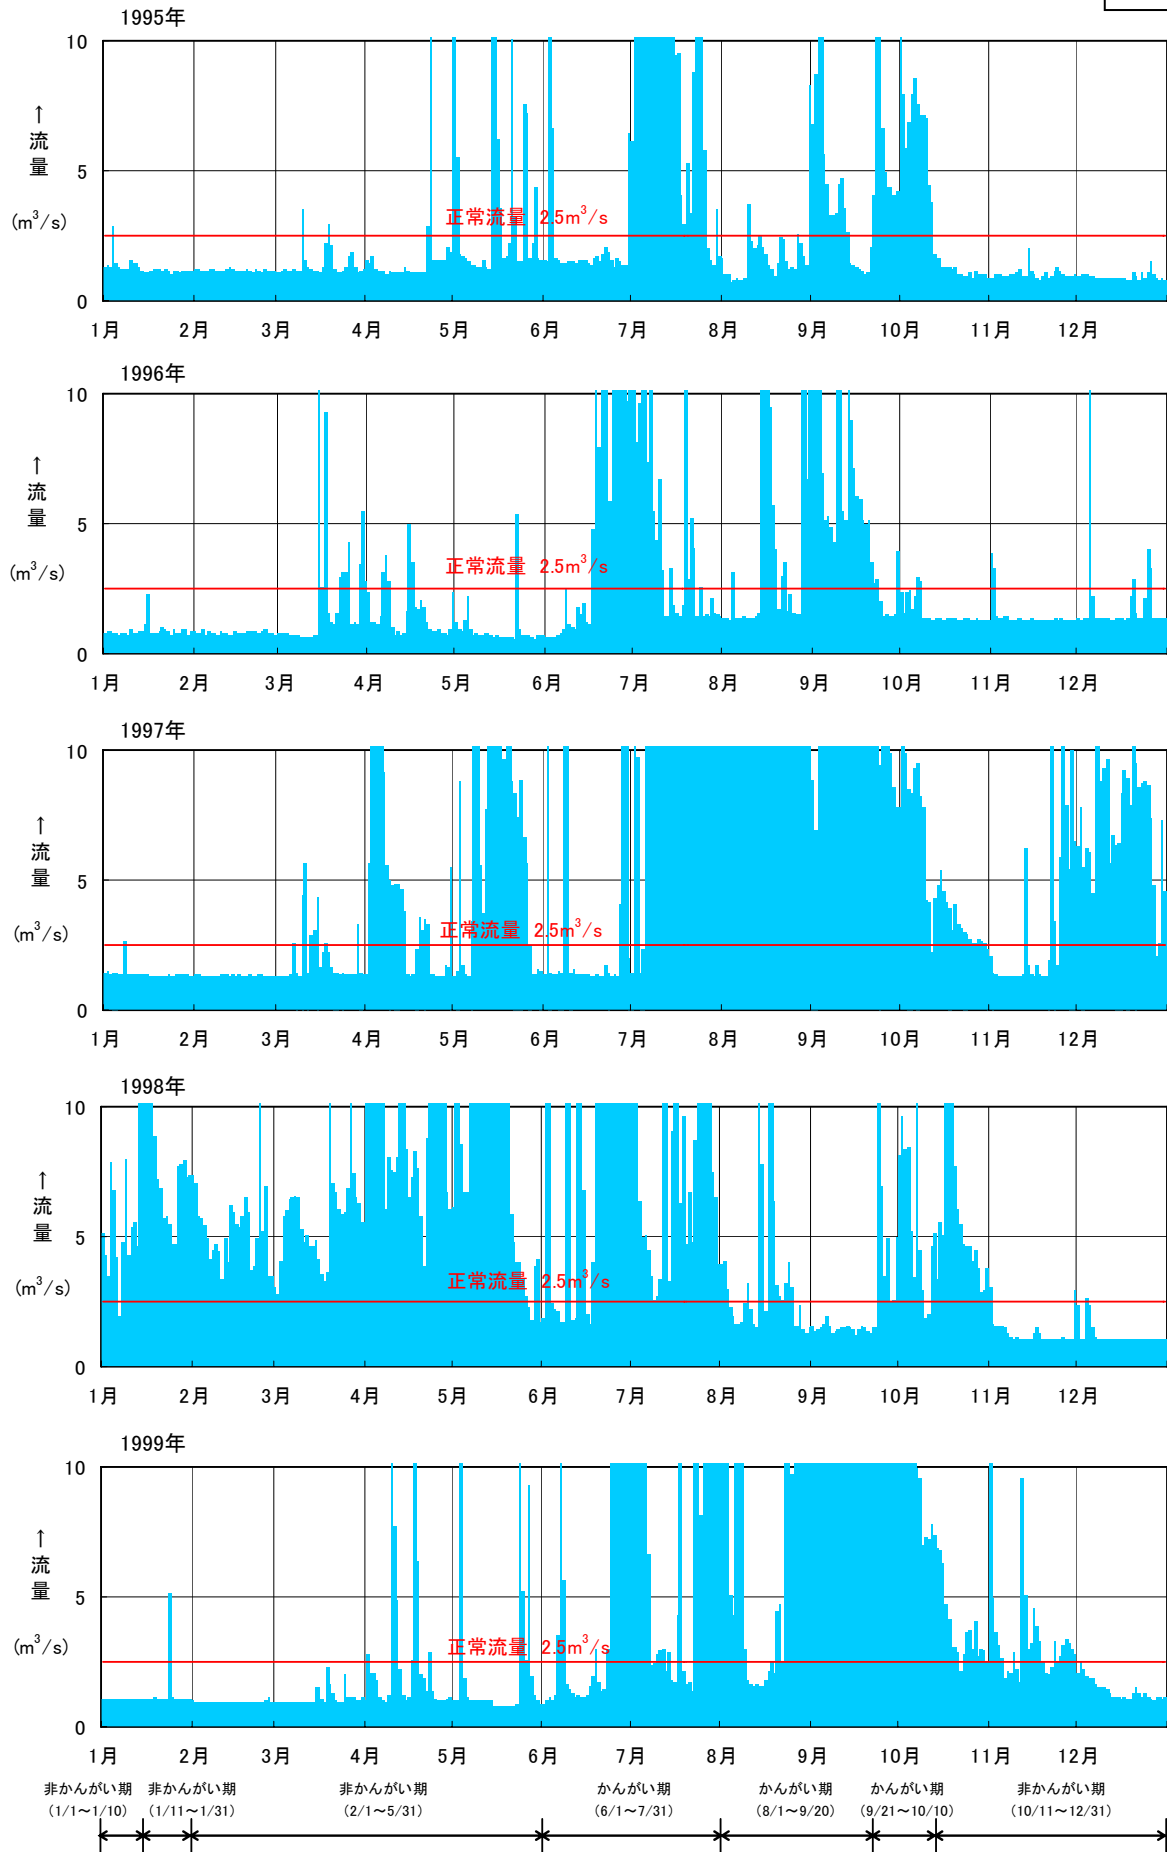 1995年
10
5
0
↑
流
量
(m³/s)
正常流量 2.5m³/s
1月 2月 3月 4月 5月 6月 7月 8月 9月 10月 11月 12月
1996年
10
5
0
↑
流
量
(m³/s)
正常流量 2.5m³/s
1月 2月 3月 4月 5月 6月 7月 8月 9月 10月 11月 12月
1997年
10
5
0
↑
流
量
(m³/s)
正常流量 2.5m³/s
1月 2月 3月 4月 5月 6月 7月 8月 9月 10月 11月 12月
1998年
10
5
0
↑
流
量
(m³/s)
正常流量 2.5m³/s
1月 2月 3月 4月 5月 6月 7月 8月 9月 10月 11月 12月
1999年
10
5
0
↑
流
量
(m³/s)
正常流量 2.5m³/s
1月 2月 3月 4月 5月 6月 7月 8月 9月 10月 11月 12月
非かんがい期 非かんがい期 非かんがい期 かんがい期 かんがい期 かんがい期 非かんがい期
(1/1～1/10) (1/11～1/31) (2/1～5/31) (6/1～7/31) (8/1～9/20) (9/21～10/10) (10/11～12/31)